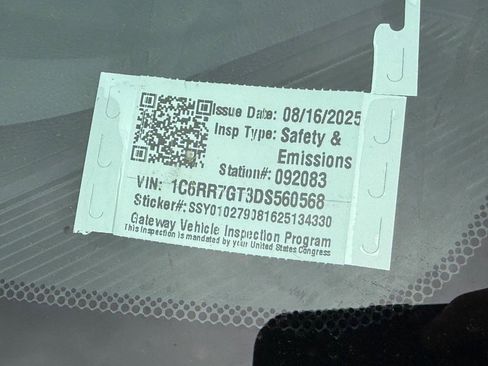 Issue Date: 08/16/2025
Insp Type: Safety &
Emissions
Station#: 092083
VIN: 1C6RR7GT3DS560568
Sticker#: SSY010279J81625134330
Gateway Vehicle Inspection Program
This inspection is mandated by your United States Congress